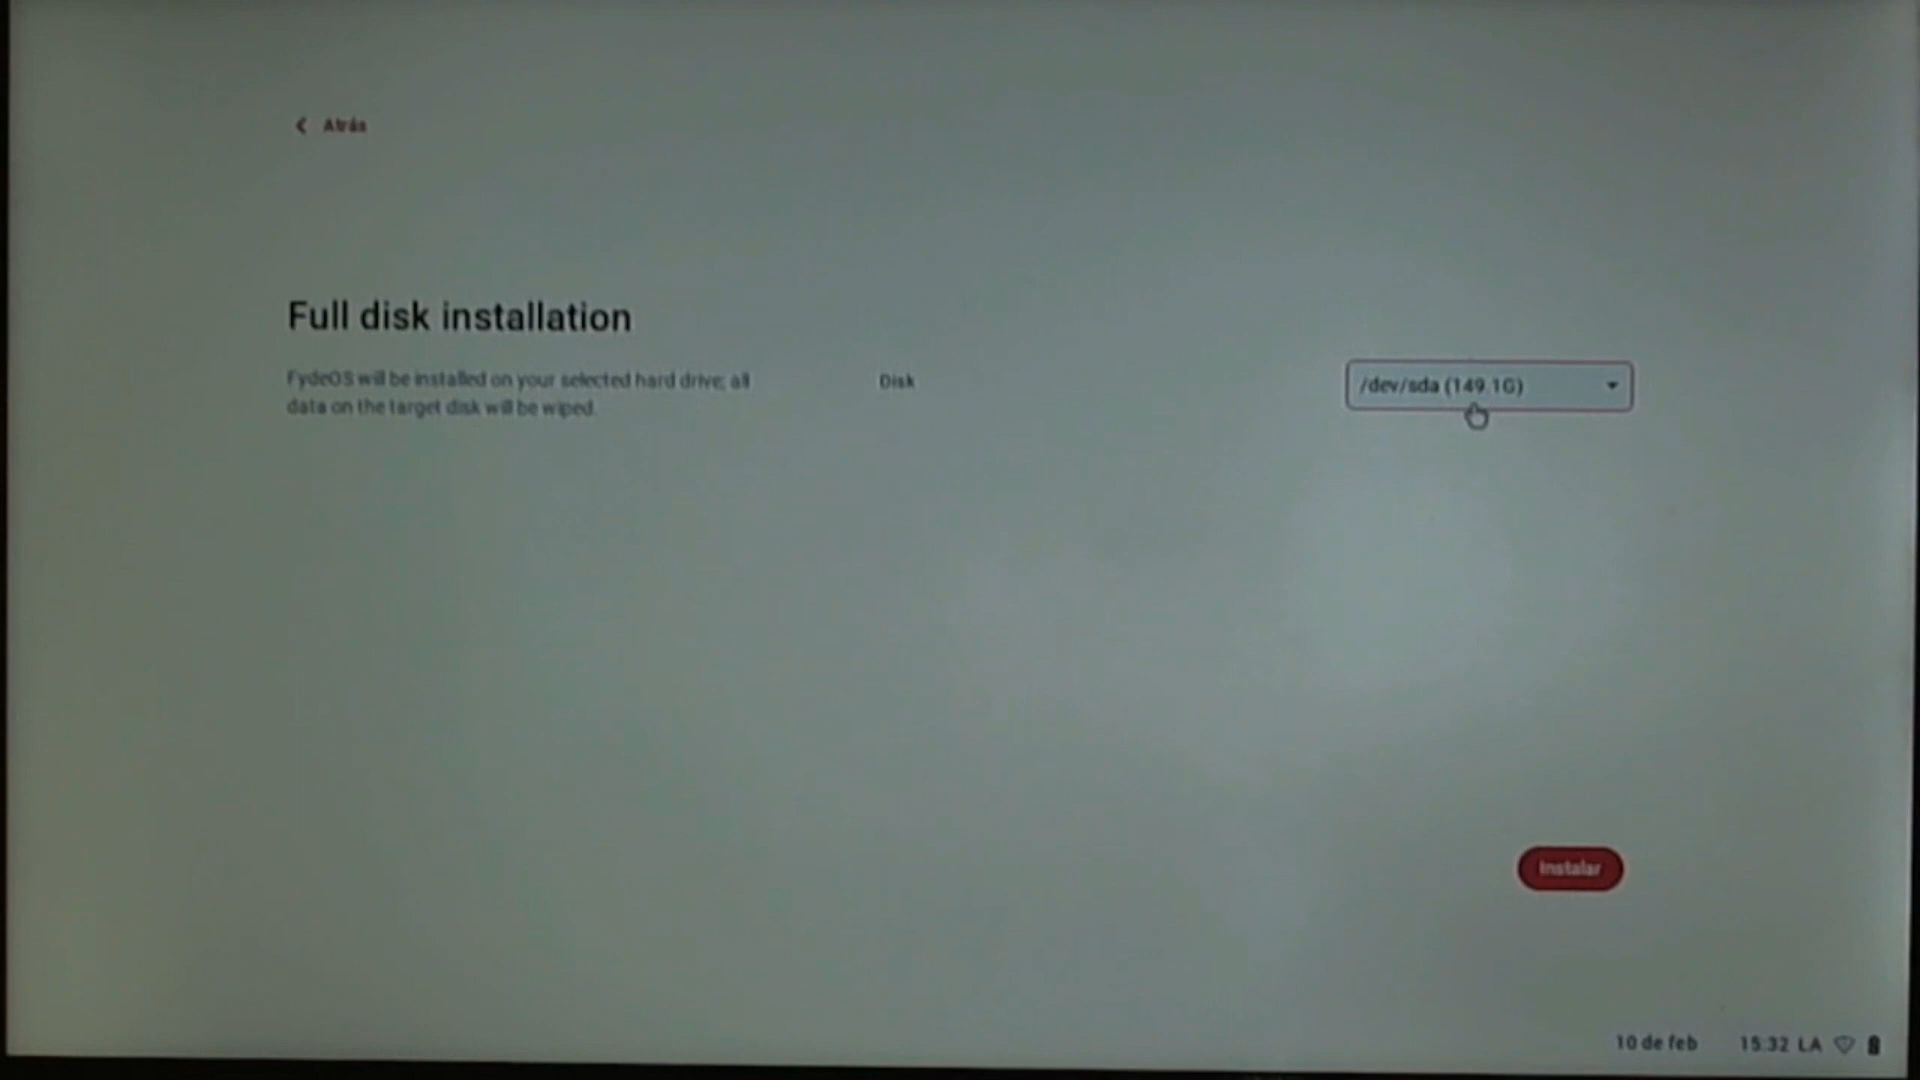 Atrás
Full disk installation
FydeOS will be installed on your selected hard drive; all
data on the target disk will be wiped.
Disk
/dev/sda (149.1G)
Instalar
10 de feb
15:32 LA